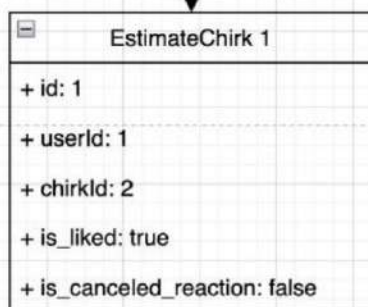 EstimateChirk 1
+ id: 1
+ userId: 1
+ chirkId: 2
+ is_liked: true
+ is_canceled_reaction: false